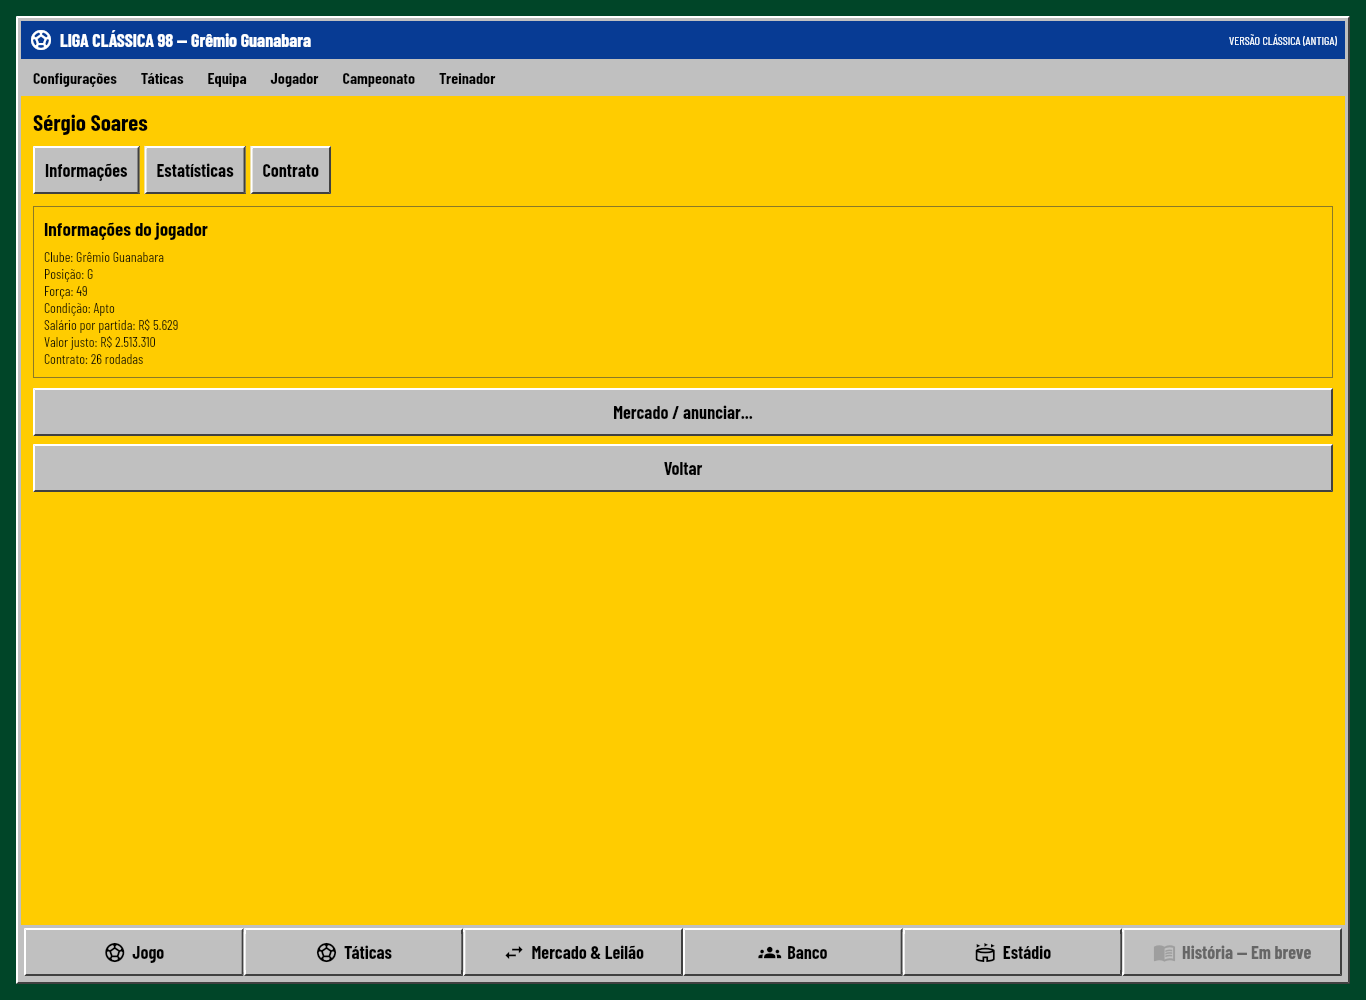 LIGA CLÁSSICA 98 — Grêmio Guanabara
VERSÃO CLÁSSICA (ANTIGA)
Configurações Táticas Equipa Jogador Campeonato Treinador
Sérgio Soares
Informações Estatísticas Contrato
Informações do jogador
Clube: Grêmio Guanabara
Posição: G
Força: 49
Condição: Apto
Salário por partida: R$ 5.629
Valor justo: R$ 2.513.310
Contrato: 26 rodadas
Mercado / anunciar...
Voltar
Jogo Táticas Mercado & Leilão Banco Estádio História — Em breve